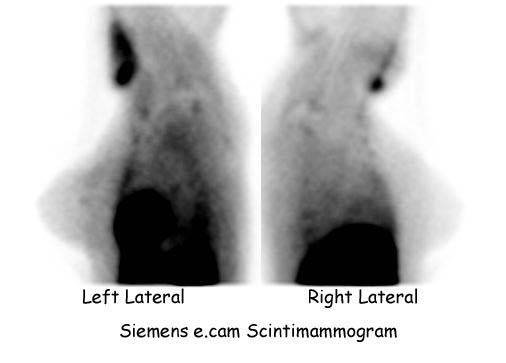 Left Lateral Right Lateral
Siemens e.cam Scintimammogram